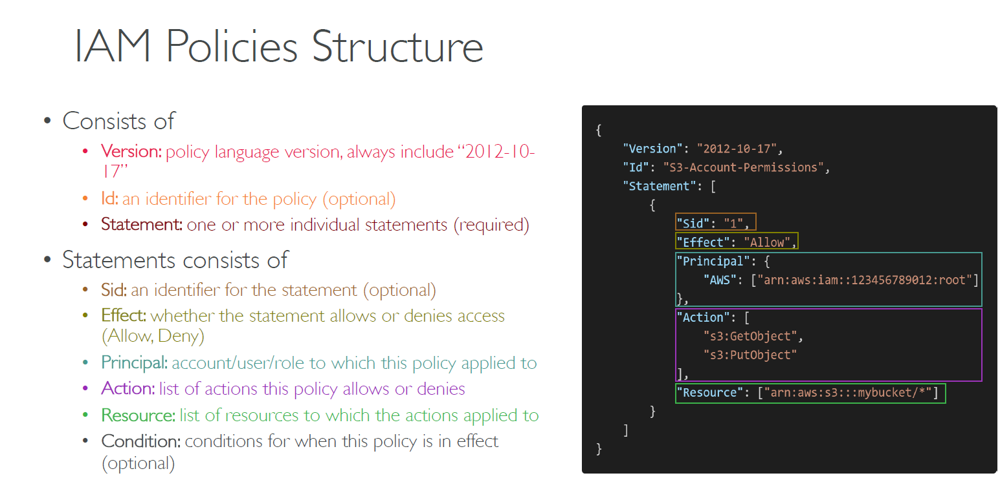 IAM Policies Structure
• Consists of
• Version: policy language version, always include “2012-10-
17”
• Id: an identifier for the policy (optional)
• Statement: one or more individual statements (required)
• Statements consists of
• Sid: an identifier for the statement (optional)
• Effect: whether the statement allows or denies access
(Allow, Deny)
• Principal: account/user/role to which this policy applied to
• Action: list of actions this policy allows or denies
• Resource: list of resources to which the actions applied to
• Condition: conditions for when this policy is in effect
(optional)
{
    "Version": "2012-10-17",
    "Id": "S3-Account-Permissions",
    "Statement": [
        {
            "Sid": "1",
            "Effect": "Allow",
            "Principal": {
                "AWS": ["arn:aws:iam::123456789012:root"]
            },
            "Action": [
                "s3:GetObject",
                "s3:PutObject"
            ],
            "Resource": ["arn:aws:s3:::mybucket/*"]
        }
    ]
}